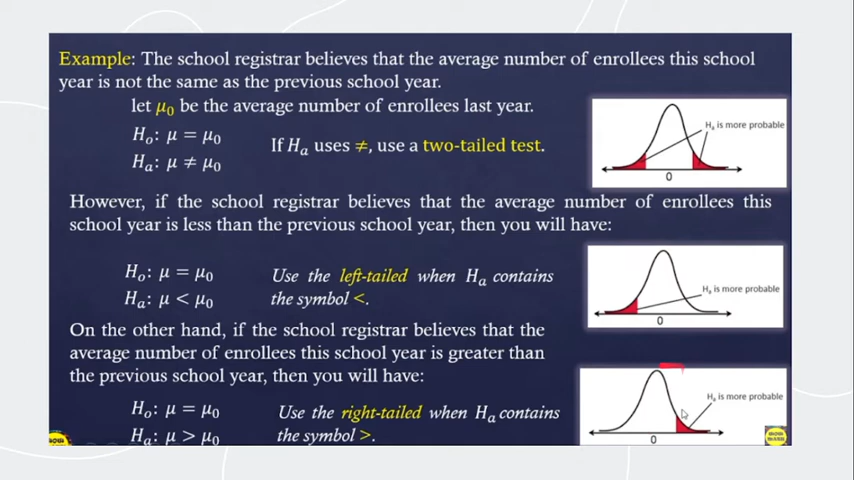 Example: The school registrar believes that the average number of enrollees this school
year is not the same as the previous school year.
let μ₀ be the average number of enrollees last year.
Hₒ: μ = μ₀
Hₐ: μ ≠ μ₀
If Hₐ uses ≠, use a two-tailed test.
Hₐ is more probable
0
However, if the school registrar believes that the average number of enrollees this
school year is less than the previous school year, then you will have:
Hₒ: μ = μ₀
Hₐ: μ < μ₀
Use the left-tailed when Hₐ contains
the symbol <.
Hₐ is more probable
0
On the other hand, if the school registrar believes that the
average number of enrollees this school year is greater than
the previous school year, then you will have:
Hₒ: μ = μ₀
Hₐ: μ > μ₀
Use the right-tailed when Hₐ contains
the symbol >.
Hₐ is more probable
0